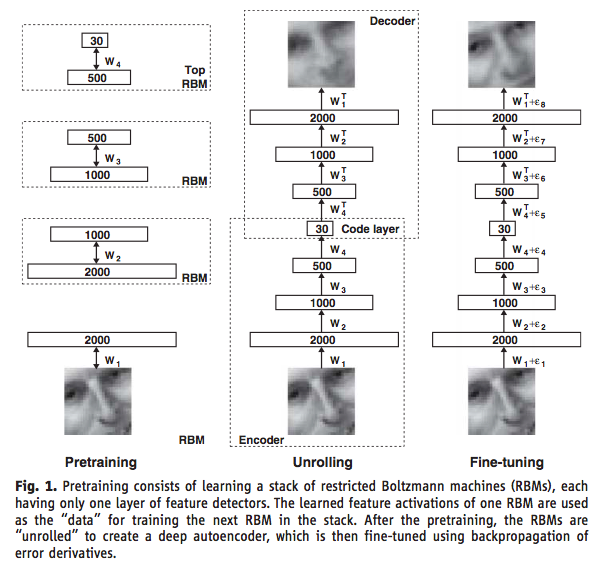 30
W4
500
Top
RBM
500
W3
1000
RBM
1000
W2
2000
RBM
2000
W1
RBM
Pretraining
Decoder
W1T
2000
W2T
1000
W3T
500
W4T
30
Code layer
W4
500
W3
1000
W2
2000
W1
Encoder
Unrolling
W1T+ε8
2000
W2T+ε7
1000
W3T+ε6
500
W4T+ε5
30
W4+ε4
500
W3+ε3
1000
W2+ε2
2000
W1+ε1
Fine-tuning
Fig. 1. Pretraining consists of learning a stack of restricted Boltzmann machines (RBMs), each
having only one layer of feature detectors. The learned feature activations of one RBM are used
as the “data” for training the next RBM in the stack. After the pretraining, the RBMs are
“unrolled” to create a deep autoencoder, which is then fine-tuned using backpropagation of
error derivatives.